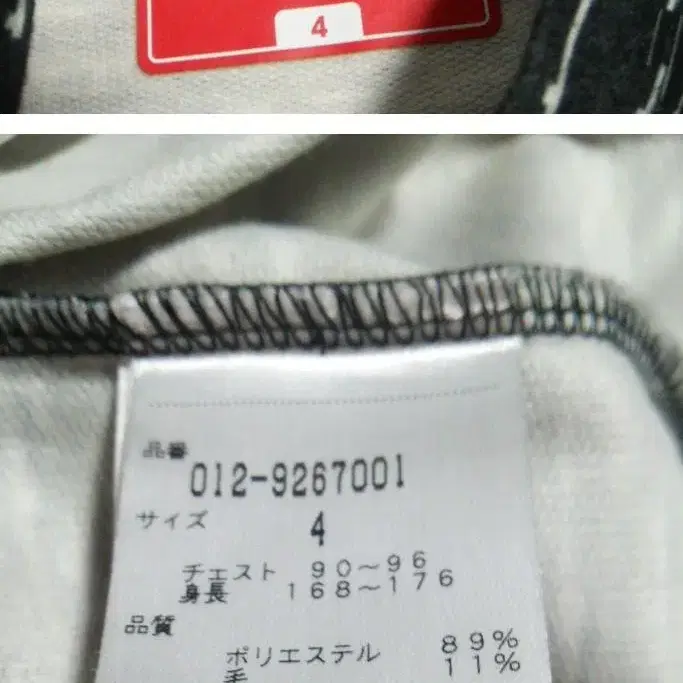 4
品番
012-9267001
サイズ 4
チェスト 90～96
身長 168～176
品質
ポリエステル 89%
毛 11%